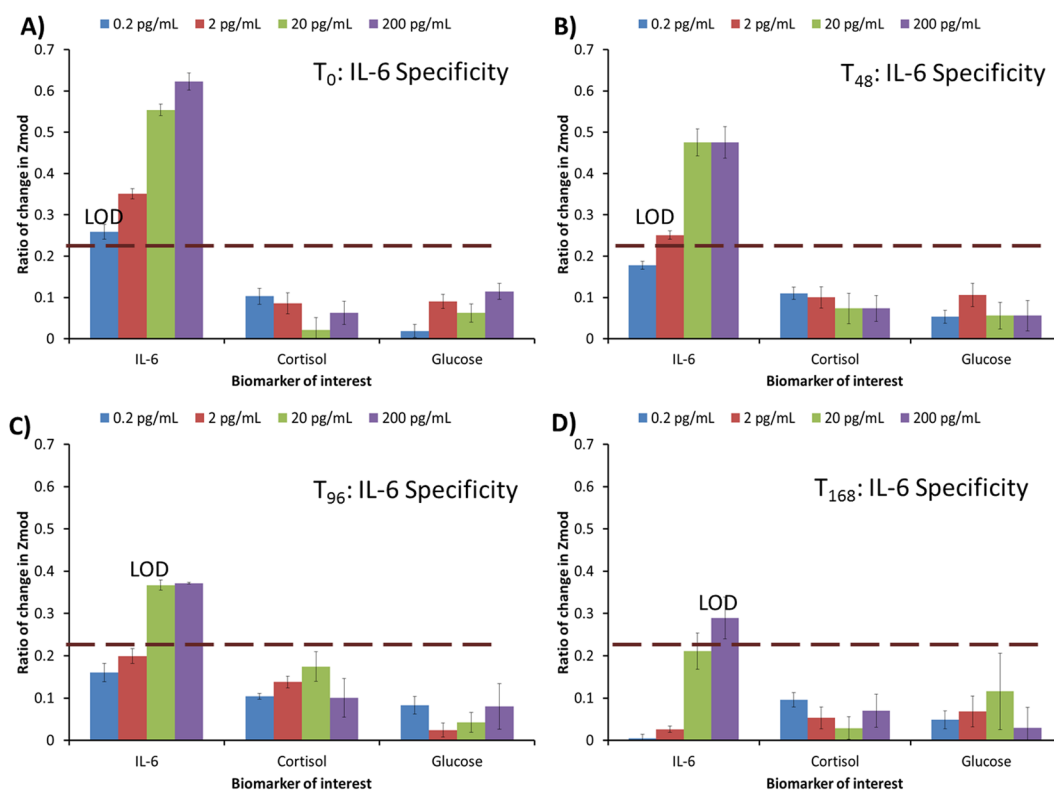 A)
0.2 pg/mL 2 pg/mL 20 pg/mL 200 pg/mL
T0: IL-6 Specificity
Ratio of change in Zmod
0.7
0.6
0.5
0.4
0.3
0.2
0.1
0
LOD
IL-6 Cortisol Glucose
Biomarker of interest
B)
0.2 pg/mL 2 pg/mL 20 pg/mL 200 pg/mL
T48: IL-6 Specificity
Ratio of change in Zmod
0.7
0.6
0.5
0.4
0.3
0.2
0.1
0
LOD
IL-6 Cortisol Glucose
Biomarker of interest
C)
0.2 pg/mL 2 pg/mL 20 pg/mL 200 pg/mL
T96: IL-6 Specificity
Ratio of change in Zmod
0.7
0.6
0.5
0.4
0.3
0.2
0.1
0
LOD
IL-6 Cortisol Glucose
Biomarker of interest
D)
0.2 pg/mL 2 pg/mL 20 pg/mL 200 pg/mL
T168: IL-6 Specificity
Ratio of change in Zmod
0.7
0.6
0.5
0.4
0.3
0.2
0.1
0
LOD
IL-6 Cortisol Glucose
Biomarker of interest